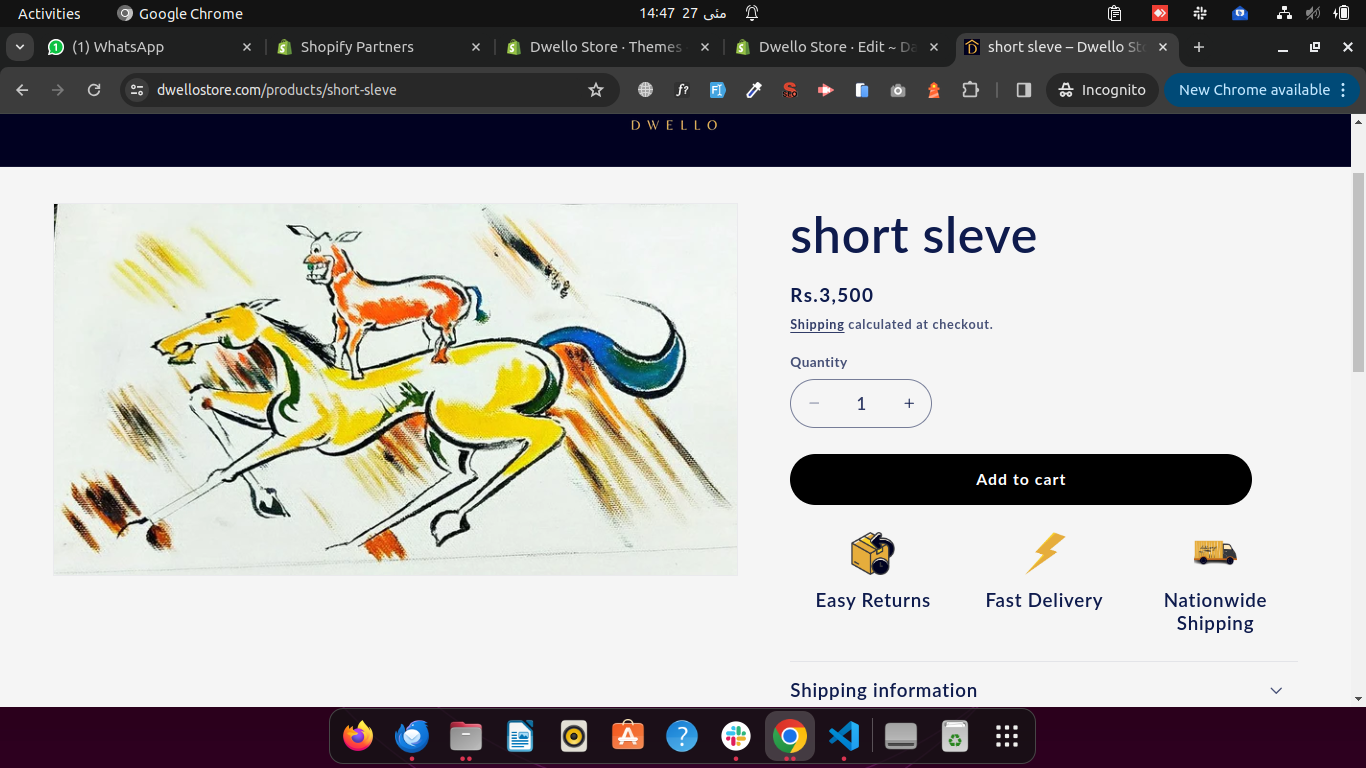 Activities
Google Chrome
14:47 27 مئی
(1) WhatsApp
Shopify Partners
Dwello Store · Themes
Dwello Store · Edit ~ Da
short sleve – Dwello Sto
dwellostore.com/products/short-sleve
Incognito
New Chrome available
DWELLO
short sleve
Rs.3,500
Shipping calculated at checkout.
Quantity
1
Add to cart
Easy Returns
Fast Delivery
Nationwide
Shipping
Shipping information